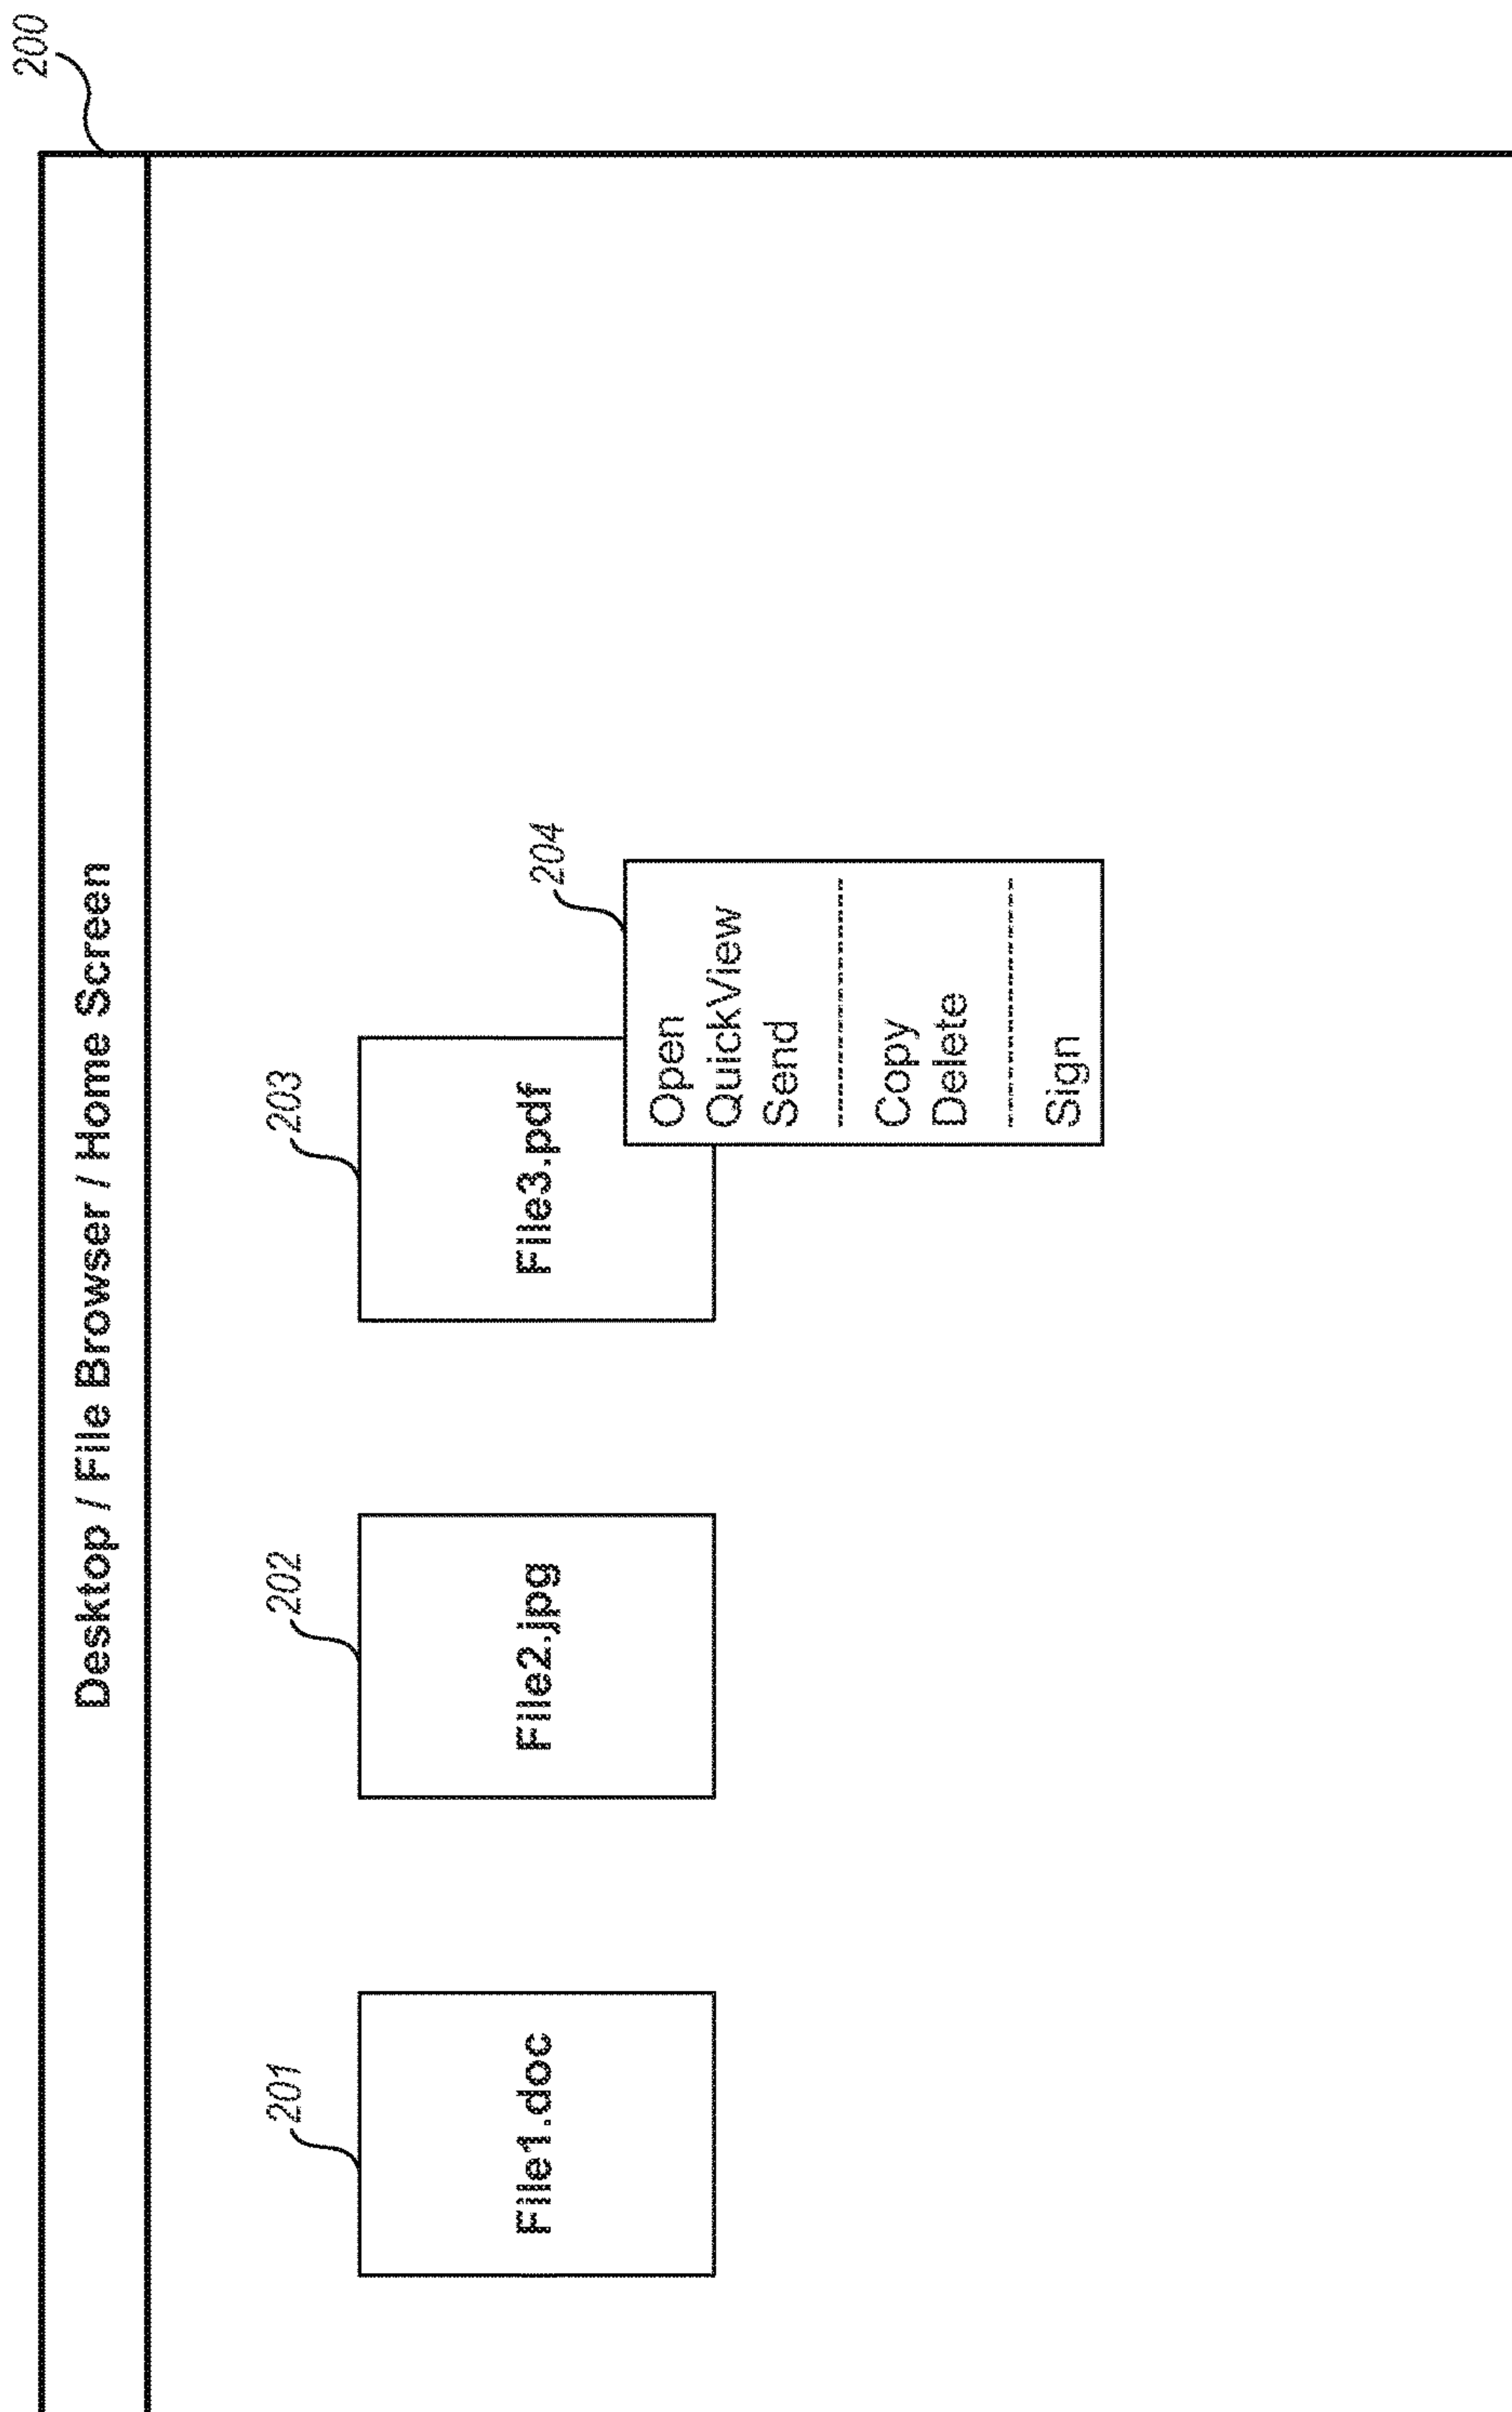 200
Desktop / File Browser / Home Screen
201
202
203
File1.doc
File2.jpg
File3.pdf
204
Open
QuickView
Send
Copy
Delete
Sign